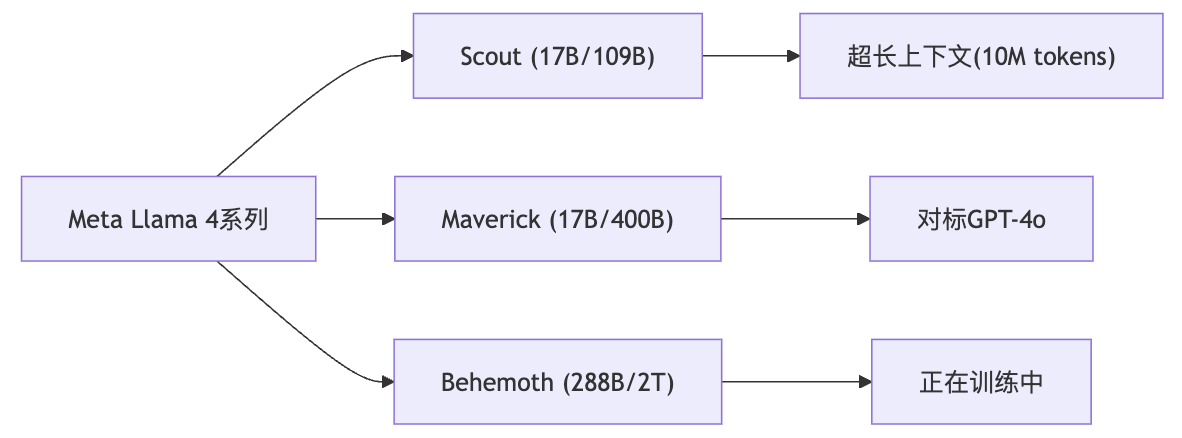 Meta Llama 4系列
Scout (17B/109B)
超长上下文(10M tokens)
Maverick (17B/400B)
对标GPT-4o
Behemoth (288B/2T)
正在训练中